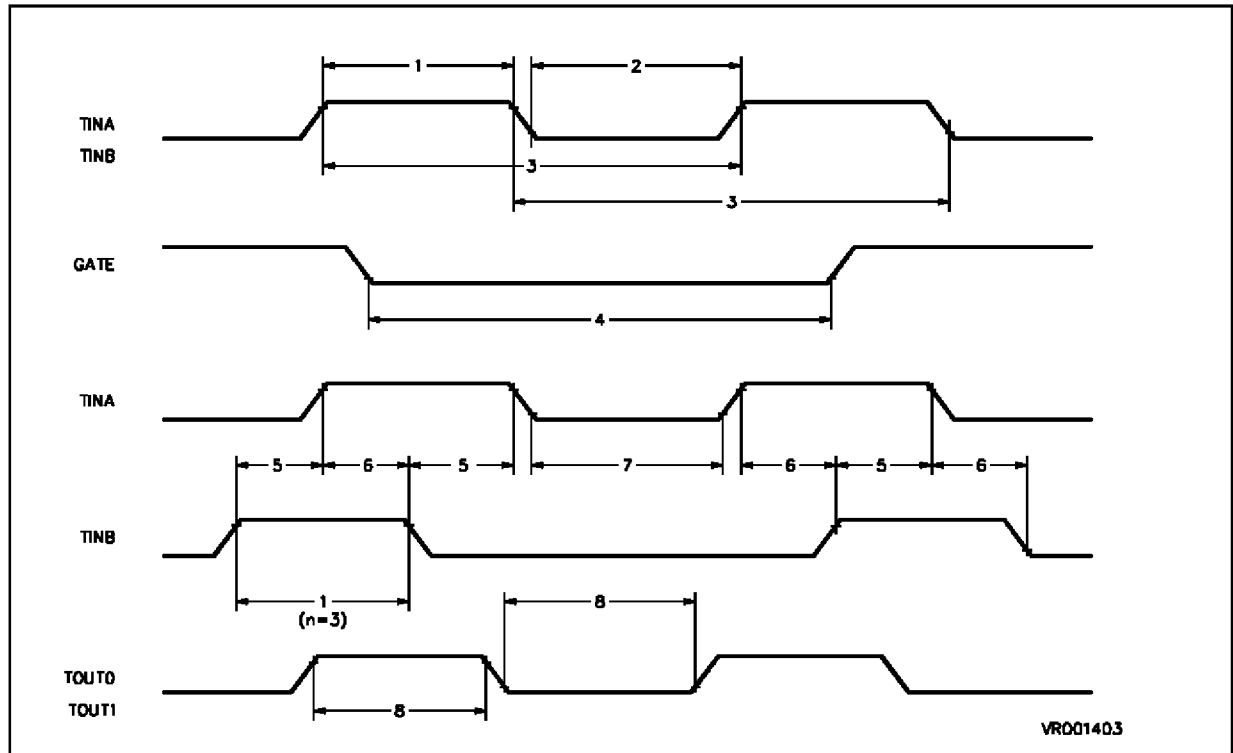 1 2
TINA
TINB
3
3
GATE
4
TINA
5 6 5 7 6 5 6
TINB
1 8
(n=3)
TOUT0
TOUT1 8
VR001403